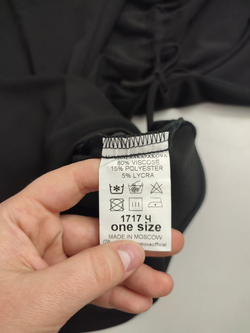 80% VISCOSE
15% POLYESTER
5% LYCRA
1717 Ч
one size
MADE IN MOSCOW